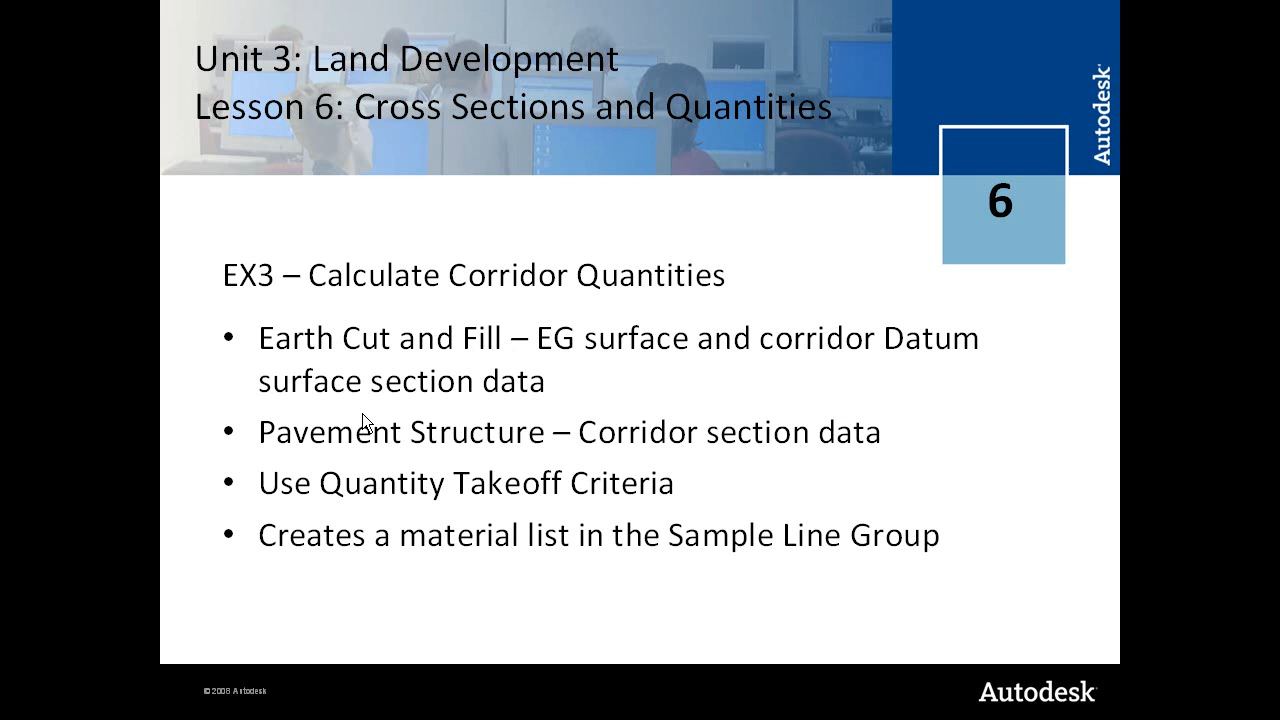 Unit 3: Land Development
Lesson 6: Cross Sections and Quantities
Autodesk
6
EX3 – Calculate Corridor Quantities
• Earth Cut and Fill – EG surface and corridor Datum
surface section data
• Pavement Structure – Corridor section data
• Use Quantity Takeoff Criteria
• Creates a material list in the Sample Line Group
© 2008 Autodesk
Autodesk